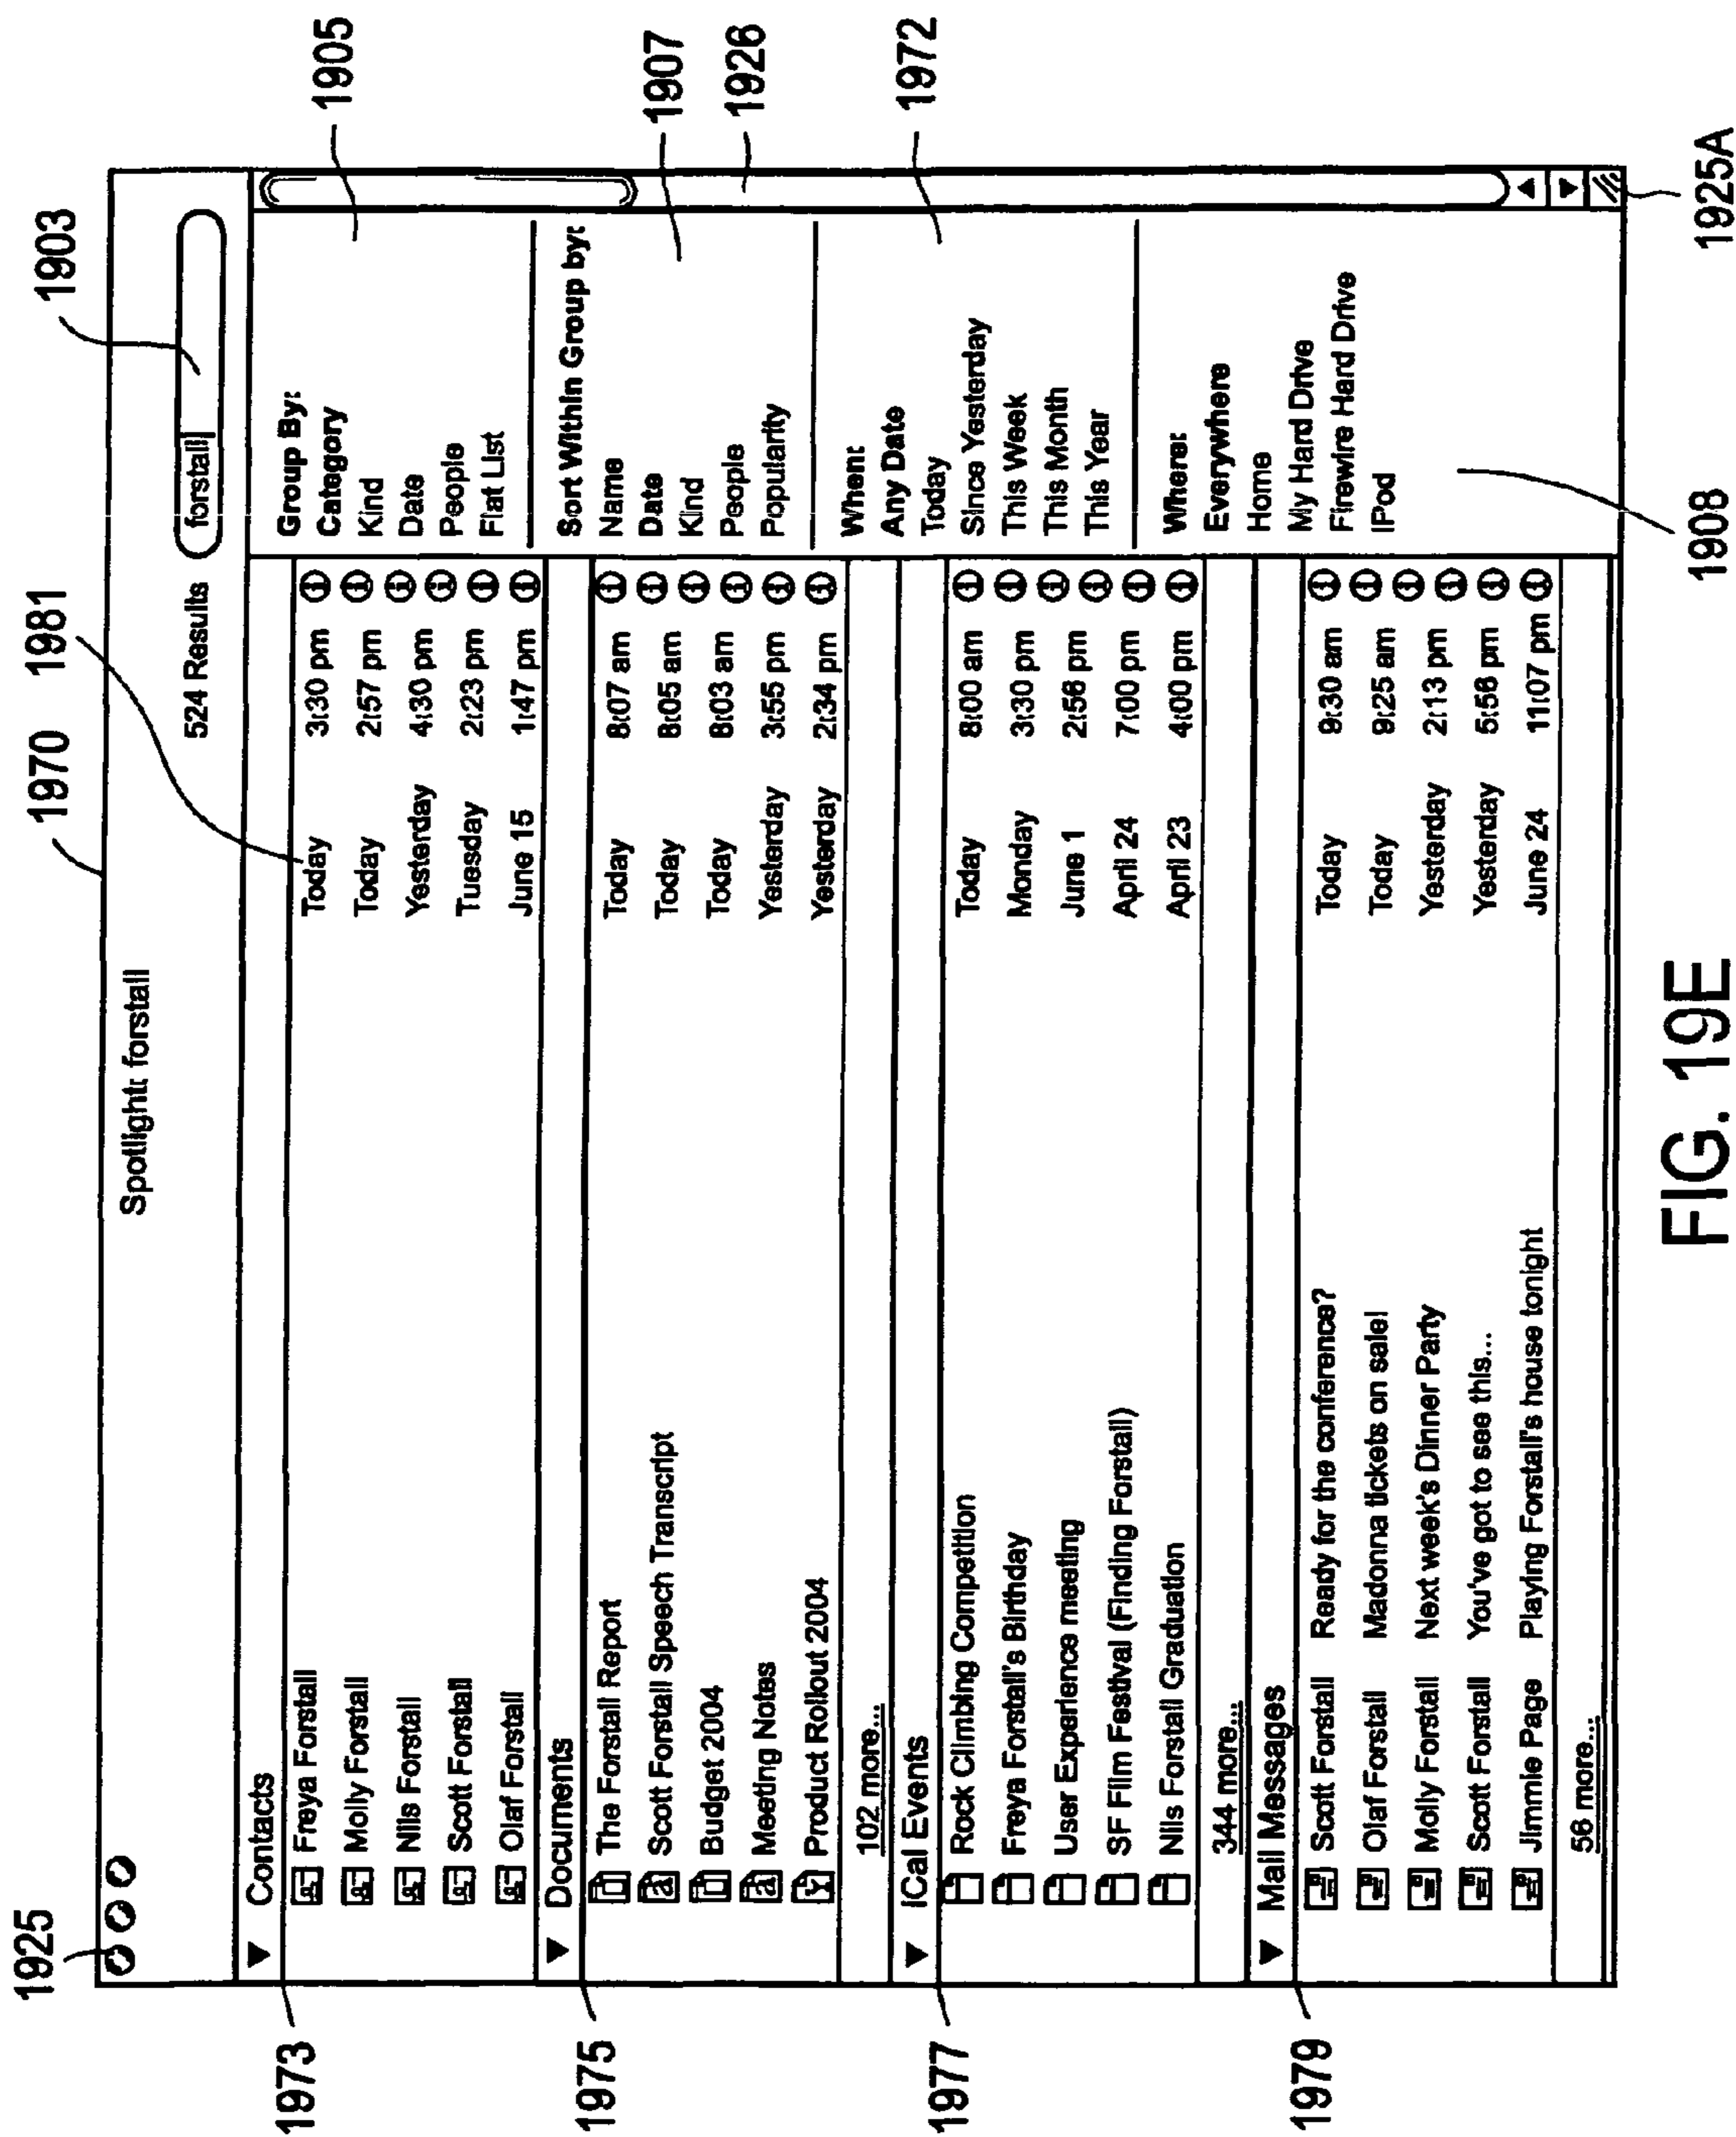 1970
1981
1903
1925
Spotlight: forstall
524 Results
forstall
1905
1907
1926
1972
1973
1975
1977
1979
Contacts
Freya Forstall Today 3:30 pm
Molly Forstall Today 2:57 pm
Nils Forstall Yesterday 4:30 pm
Scott Forstall Tuesday 2:23 pm
Olaf Forstall June 15 1:47 pm
Documents
The Forstall Report Today 8:07 am
Scott Forstall Speech Transcript Today 8:05 am
Budget 2004 Today 8:03 am
Meeting Notes Yesterday 3:55 pm
Product Rollout 2004 Yesterday 2:34 pm
102 more...
iCal Events
Rock Climbing Competition Today 8:00 am
Freya Forstall's Birthday Monday 3:30 pm
User Experience meeting June 1 2:56 pm
SF Film Festival (Finding Forstall) April 24 7:00 pm
Nils Forstall Graduation April 23 4:00 pm
344 more...
Mail Messages
Scott Forstall Ready for the conference? Today 9:30 am
Olaf Forstall Madonna tickets on sale! Today 9:25 am
Molly Forstall Next week's Dinner Party Yesterday 2:13 pm
Scott Forstall You've got to see this... Yesterday 5:56 pm
Jimmie Page Playing Forstall's house tonight June 24 11:07 pm
56 more...
Group By:
Category
Kind
Date
People
Flat List
Sort Within Group by:
Name
Date
Kind
People
Popularity
When:
Any Date
Today
Since Yesterday
This Week
This Month
This Year
Where:
Everywhere
Home
My Hard Drive
Firewire Hard Drive
iPod
1908
1925A
FIG. 19E